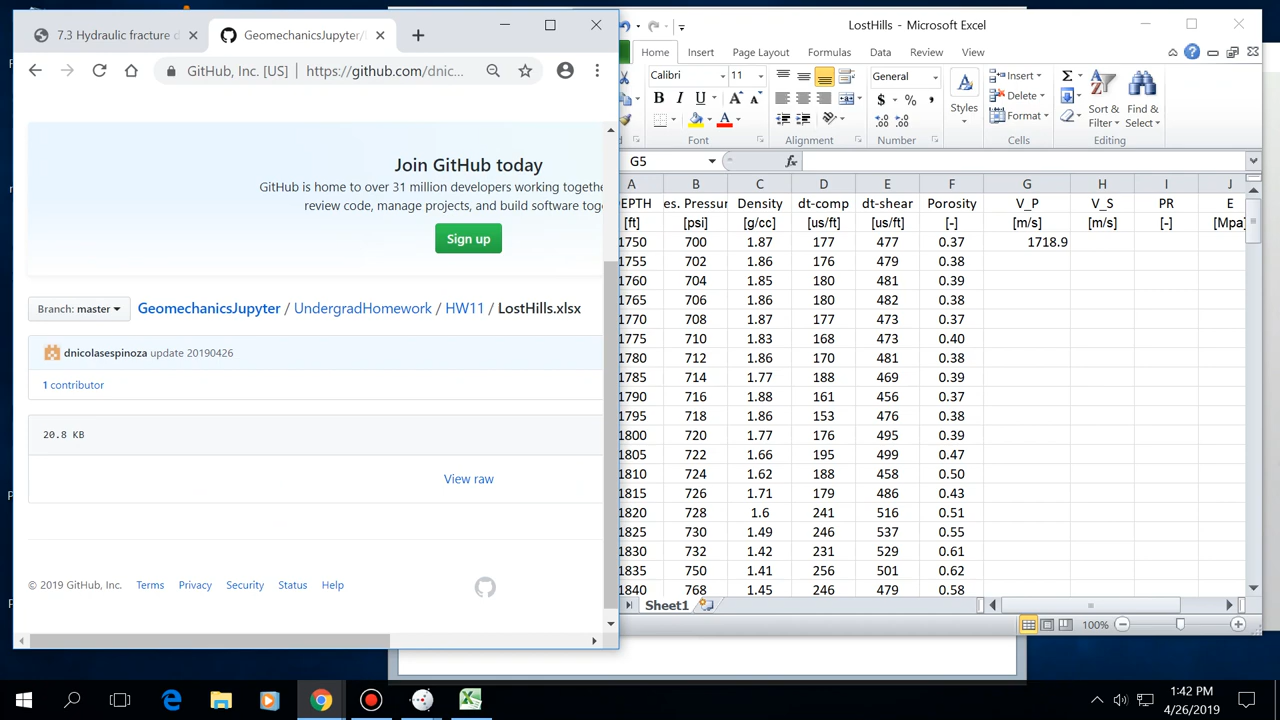 7.3 Hydraulic fracture d
GeomechanicsJupyter/
GitHub, Inc. [US] | https://github.com/dnic...
Join GitHub today
GitHub is home to over 31 million developers working togethe
review code, manage projects, and build software tog
Sign up
Branch: master
GeomechanicsJupyter / UndergradHomework / HW11 / LostHills.xlsx
dnicolasespinoza update 20190426
1 contributor
20.8 KB
View raw
© 2019 GitHub, Inc. Terms Privacy Security Status Help
LostHills - Microsoft Excel
Home Insert Page Layout Formulas Data Review View
Calibri 11 General Insert
B I U A A Styles $ % , Delete Sort & Find &
Format Filter Select
Font Alignment Number Cells Editing
G5 fx
A B C D E F G H I J
DEPTH es. Pressur Density dt-comp dt-shear Porosity V_P V_S PR E
[ft] [psi] [g/cc] [us/ft] [us/ft] [-] [m/s] [m/s] [-] [Mpa]
1750 700 1.87 177 477 0.37 1718.9
1755 702 1.86 176 479 0.38
1760 704 1.85 180 481 0.39
1765 706 1.86 180 482 0.38
1770 708 1.87 177 473 0.37
1775 710 1.83 168 473 0.40
1780 712 1.86 170 481 0.38
1785 714 1.77 188 469 0.39
1790 716 1.88 161 456 0.37
1795 718 1.86 153 476 0.38
1800 720 1.77 176 495 0.39
1805 722 1.66 195 499 0.47
1810 724 1.62 188 458 0.50
1815 726 1.71 179 486 0.43
1820 728 1.6 241 516 0.51
1825 730 1.49 246 537 0.55
1830 732 1.42 231 529 0.61
1835 750 1.41 256 501 0.62
1840 768 1.45 246 479 0.58
Sheet1
100%
1:42 PM
4/26/2019